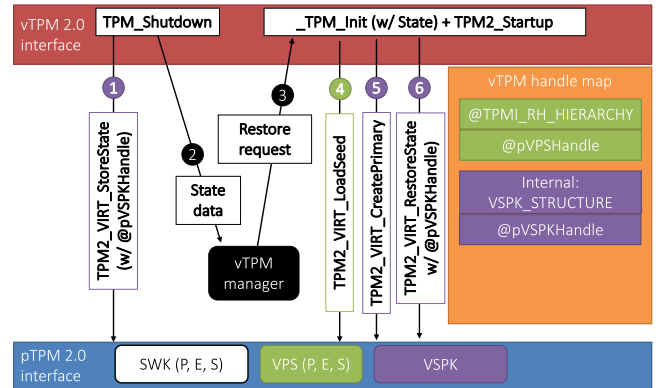 vTPM 2.0
interface
TPM_Shutdown
_TPM_Init (w/ State) + TPM2_Startup
1
2
3
4
5
6
TPM2_VIRT_StoreState
(w/ @pVSPKHandle)
State
data
Restore
request
vTPM
manager
TPM2_VIRT_LoadSeed
TPM2_VIRT_CreatePrimary
TPM2_VIRT_RestoreState
w/ @pVSPKHandle)
vTPM handle map
@TPMI_RH_HIERARCHY
@pVPSHandle
Internal:
VSPK_STRUCTURE
@pVSPKHandle
pTPM 2.0
interface
SWK (P, E, S)
VPS (P, E, S)
VSPK